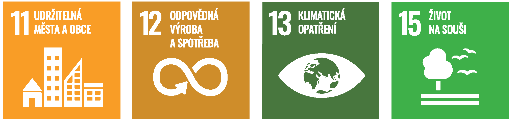 11 UDRŽITELNÁ
MĚSTA A OBCE
12 ODPOVĚDNÁ
VÝROBA
A SPOTŘEBA
13 KLIMATICKÁ
OPATŘENÍ
15 ŽIVOT
NA SOUŠI